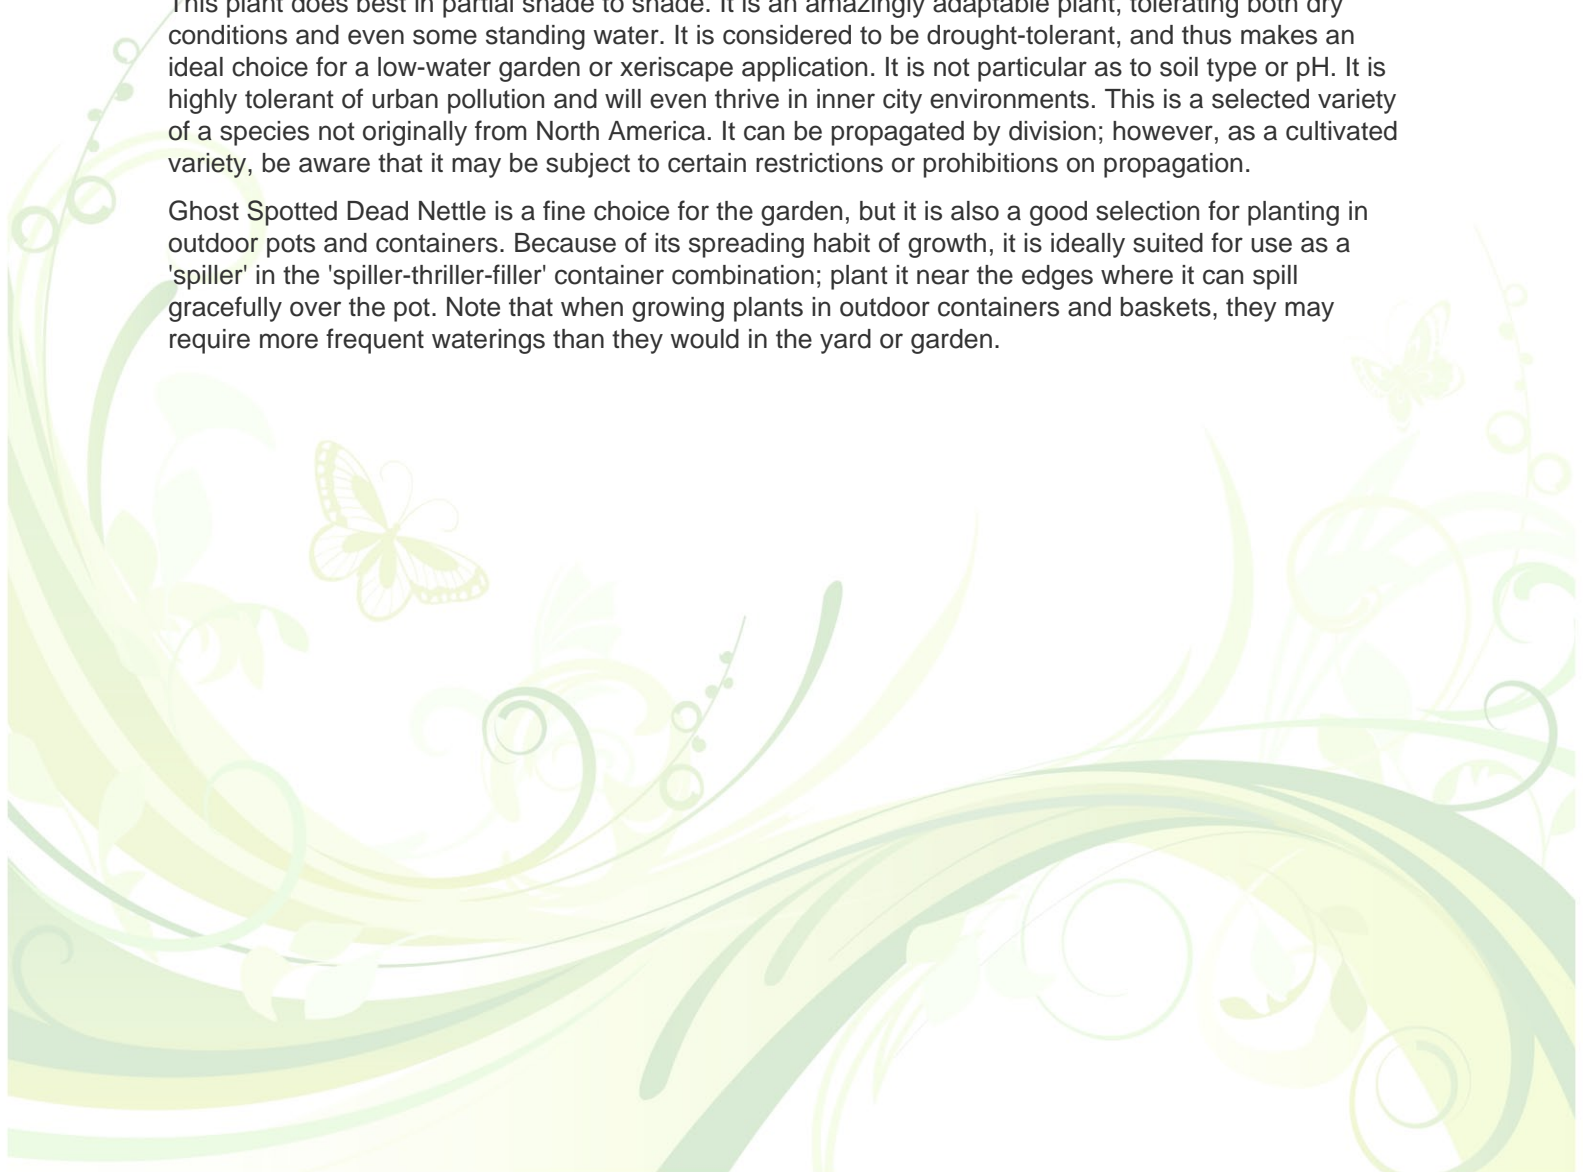 This plant does best in partial shade to shade. It is an amazingly adaptable plant, tolerating both dry
conditions and even some standing water. It is considered to be drought-tolerant, and thus makes an
ideal choice for a low-water garden or xeriscape application. It is not particular as to soil type or pH. It is
highly tolerant of urban pollution and will even thrive in inner city environments. This is a selected variety
of a species not originally from North America. It can be propagated by division; however, as a cultivated
variety, be aware that it may be subject to certain restrictions or prohibitions on propagation.
Ghost Spotted Dead Nettle is a fine choice for the garden, but it is also a good selection for planting in
outdoor pots and containers. Because of its spreading habit of growth, it is ideally suited for use as a
'spiller' in the 'spiller-thriller-filler' container combination; plant it near the edges where it can spill
gracefully over the pot. Note that when growing plants in outdoor containers and baskets, they may
require more frequent waterings than they would in the yard or garden.